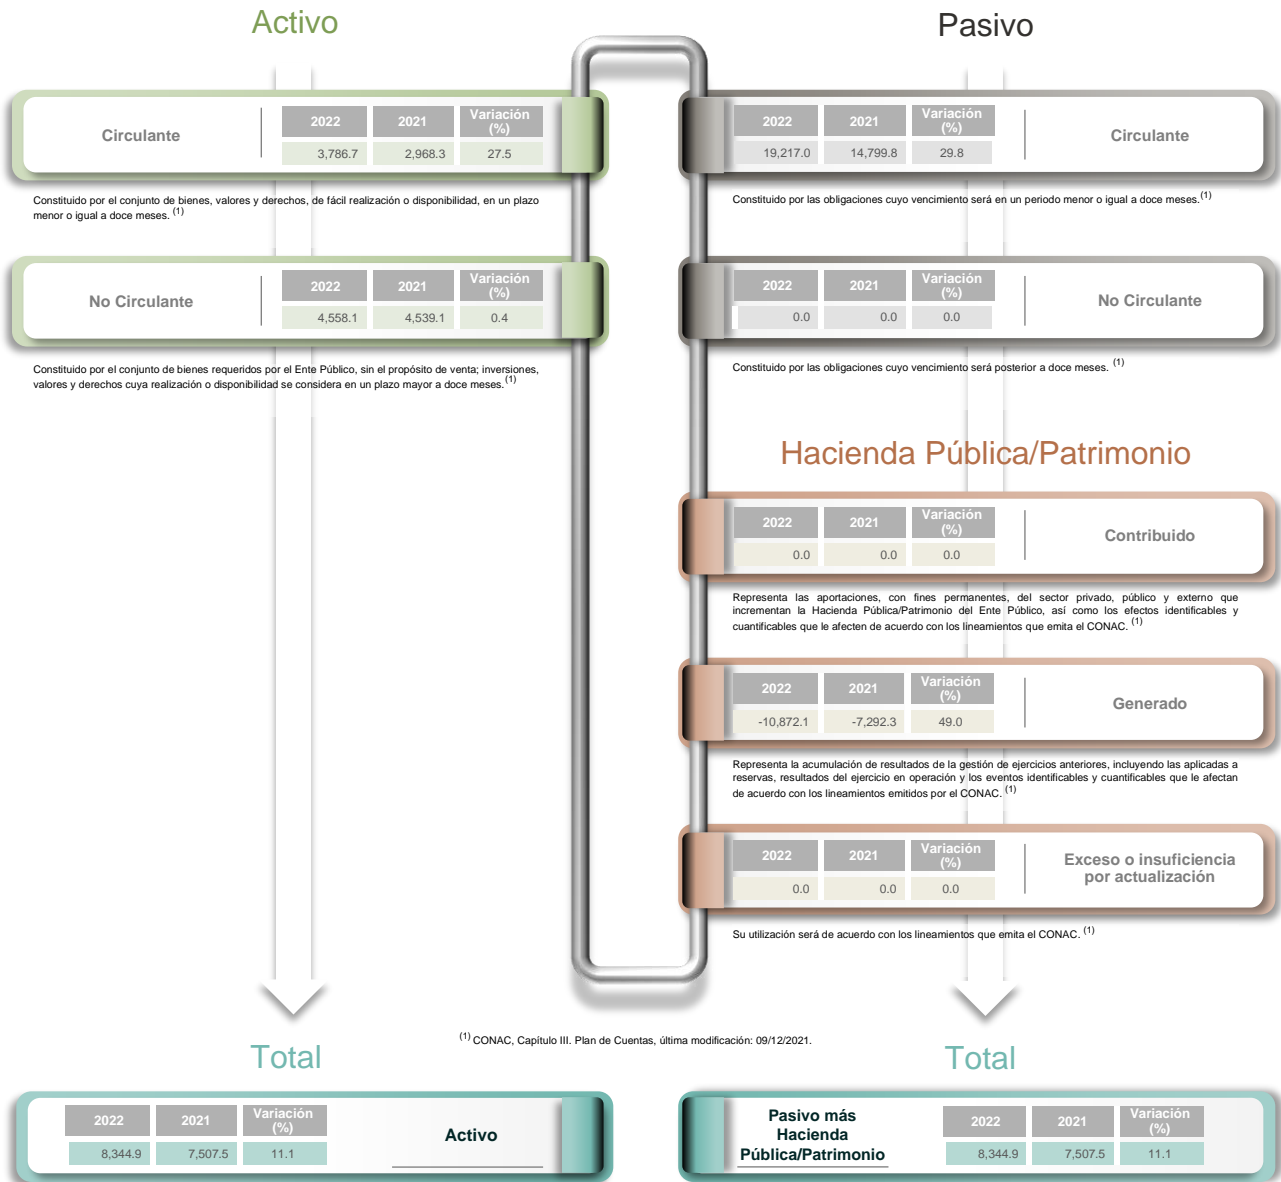 Activo
Circulante
2022 2021 Variación (%)
3,786.7 2,968.3 27.5
Constituido por el conjunto de bienes, valores y derechos, de fácil realización o disponibilidad, en un plazo
menor o igual a doce meses. (1)
No Circulante
2022 2021 Variación (%)
4,558.1 4,539.1 0.4
Constituido por el conjunto de bienes requeridos por el Ente Público, sin el propósito de venta; inversiones,
valores y derechos cuya realización o disponibilidad se considera en un plazo mayor a doce meses. (1)
Pasivo
2022 2021 Variación (%)
19,217.0 14,799.8 29.8
Circulante
Constituido por las obligaciones cuyo vencimiento será en un periodo menor o igual a doce meses. (1)
2022 2021 Variación (%)
0.0 0.0 0.0
No Circulante
Constituido por las obligaciones cuyo vencimiento será posterior a doce meses. (1)
Hacienda Pública/Patrimonio
2022 2021 Variación (%)
0.0 0.0 0.0
Contribuido
Representa las aportaciones, con fines permanentes, del sector privado, público y externo que
incrementan la Hacienda Pública/Patrimonio del Ente Público, así como los efectos identificables y
cuantificables que le afecten de acuerdo con los lineamientos que emita el CONAC. (1)
2022 2021 Variación (%)
-10,872.1 -7,292.3 49.0
Generado
Representa la acumulación de resultados de la gestión de ejercicios anteriores, incluyendo las aplicadas a
reservas, resultados del ejercicio en operación y los eventos identificables y cuantificables que le afectan
de acuerdo con los lineamientos emitidos por el CONAC. (1)
2022 2021 Variación (%)
0.0 0.0 0.0
Exceso o insuficiencia
por actualización
Su utilización será de acuerdo con los lineamientos que emita el CONAC. (1)
(1) CONAC, Capítulo III. Plan de Cuentas, última modificación: 09/12/2021.
Total
2022 2021 Variación (%)
8,344.9 7,507.5 11.1
Activo
Total
Pasivo más
Hacienda
Pública/Patrimonio
2022 2021 Variación (%)
8,344.9 7,507.5 11.1